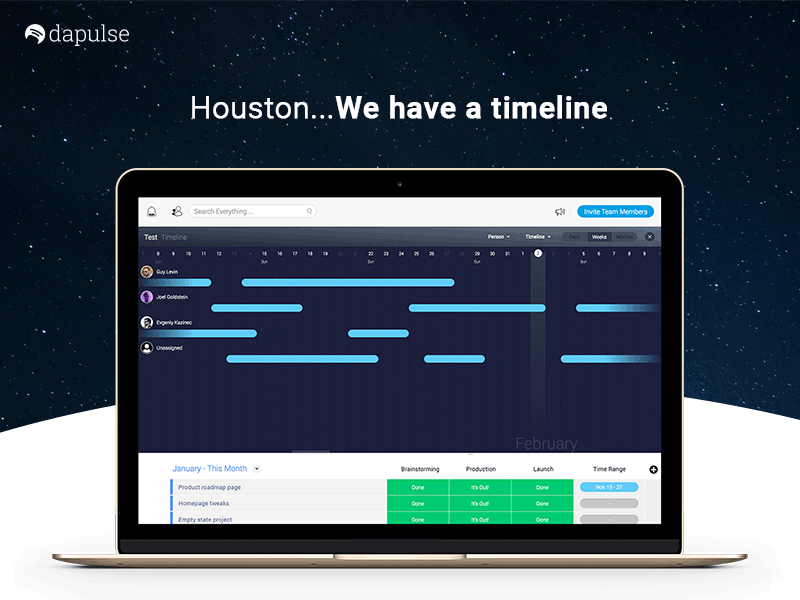 dapulse
Houston...We have a timeline
Search Everything...
Invite Team Members
Test Timeline
Person
Timeline
Days
Weeks
Months
8 9 10 11 12 13 14 15 16 17 18 19 20 21 22 23 24 25 26 27 28 29 30 31 1 2 3 4 5 6 7 8 9
Sun Sun Sun Sun Sun
Guy Levin
Joel Goldstein
Evgeniy Kazinec
Unassigned
February
January - This Month
Brainstorming Production Launch Time Range
Product roadmap page Done It's Out! Done Nov 19 - 27
Homepage tweaks Done It's Out! Done -
Empty state project Done It's Out! Done -